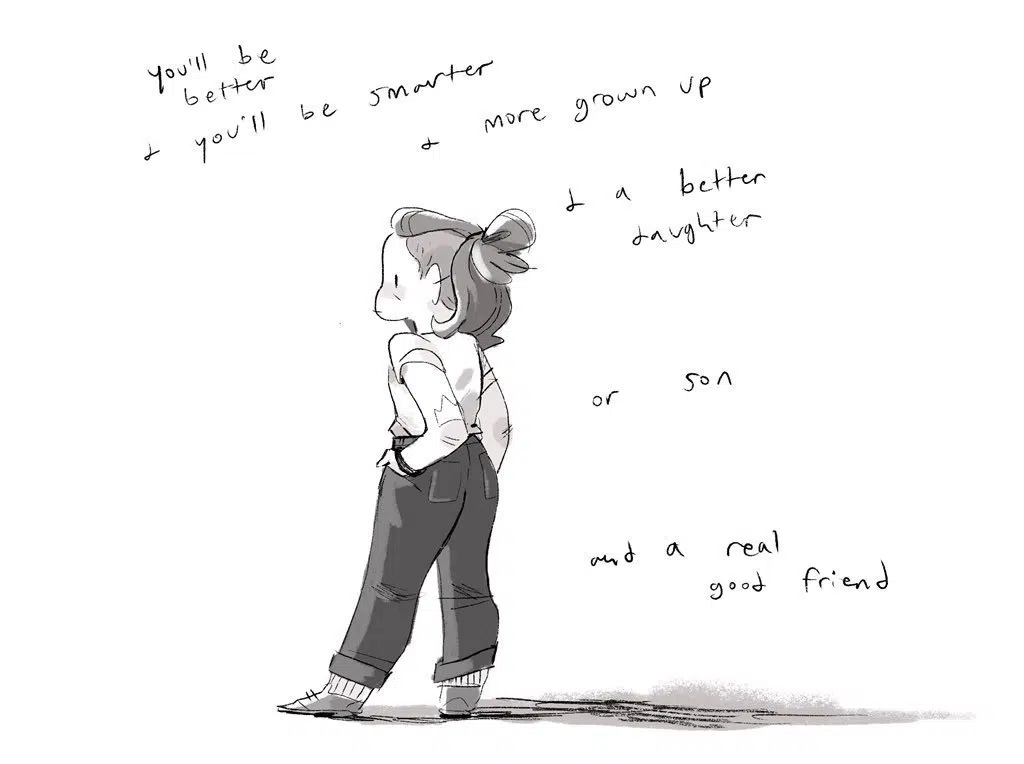 you'll be
better
& you'll be smarter
& more grown up
& a better
daughter
or son
and a real
good friend